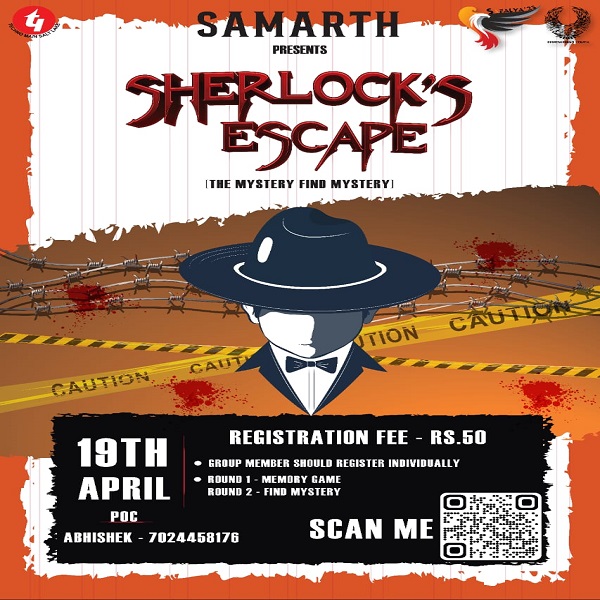 SAMARTH
PRESENTS
SHERLOCK'S
ESCAPE
[THE MYSTERY FIND MYSTERY]
CAUTION CAUTION CAUTION CAUTION
REGISTRATION FEE - RS.50
19TH
APRIL
POC
ABHISHEK - 7024458176
GROUP MEMBER SHOULD REGISTER INDIVIDUALLY
ROUND 1 - MEMORY GAME
ROUND 2 - FIND MYSTERY
SCAN ME